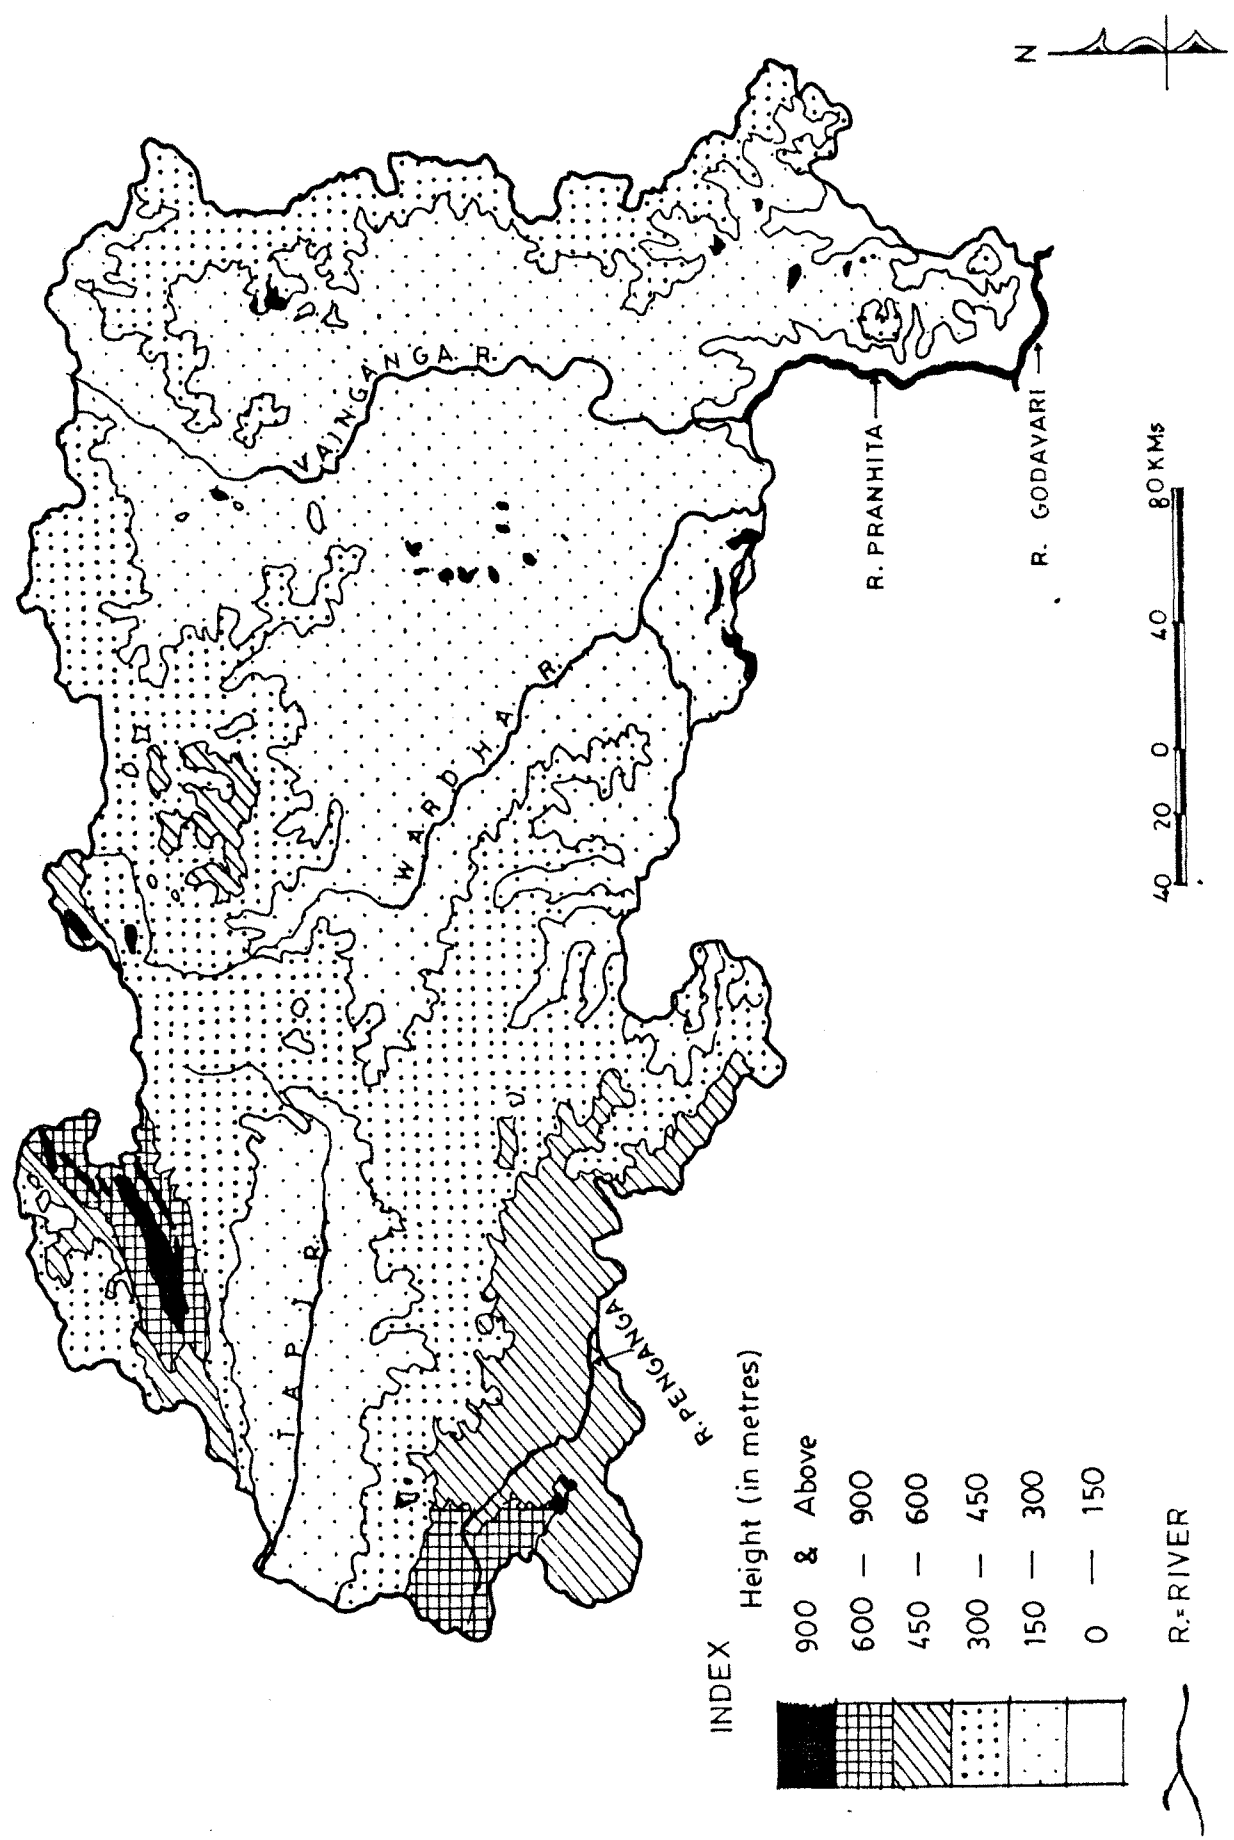 N
VAINGANGA R.
WARDHA R.
TAPI R.
R. PENGANGA
R. PRANHITA
R. GODAVARI
40 20 0 40 80 KMs
INDEX
Height (in metres)
900 & Above
600 — 900
450 — 600
300 — 450
150 — 300
0 — 150
R.= RIVER